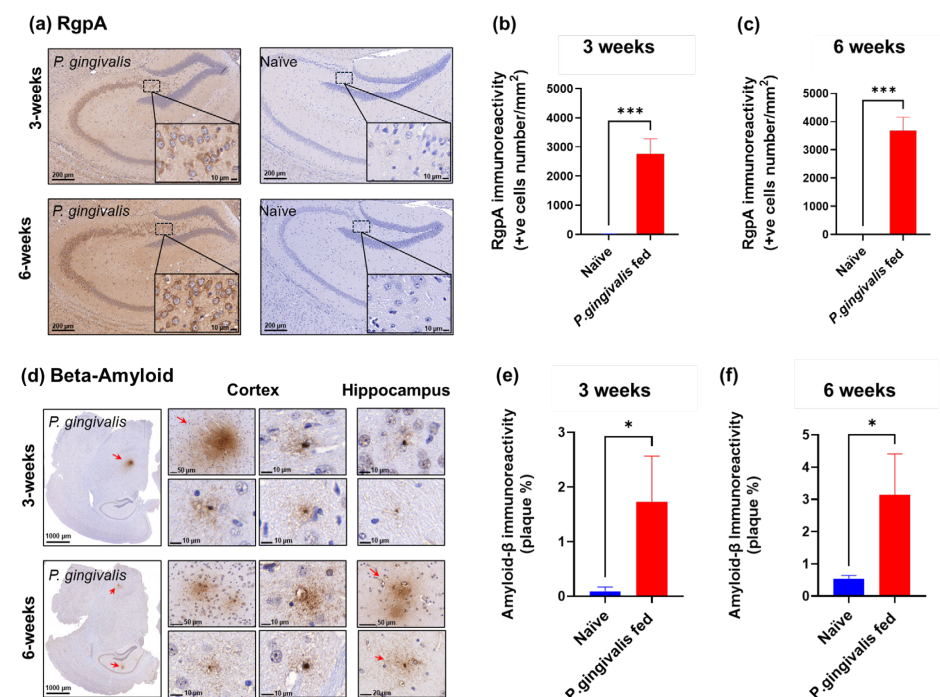 (a) RgpA
3-weeks
P. gingivalis
200 μm
10 μm
Naïve
200 μm
10 μm
6-weeks
P. gingivalis
200 μm
10 μm
Naïve
200 μm
10 μm
(b)
3 weeks
RgpA immunoreactivity
(+ve cells number/mm²)
5000
4000
3000
2000
1000
0
***
Naïve
P.gingivalis fed
(c)
6 weeks
RgpA immunoreactivity
(+ve cells number/mm²)
5000
4000
3000
2000
1000
0
***
Naïve
P.gingivalis fed
(d) Beta-Amyloid
Cortex
Hippocampus
3-weeks
P. gingivalis
1000 μm
50 μm
10 μm
10 μm
10 μm
10 μm
10 μm
6-weeks
P. gingivalis
1000 μm
50 μm
10 μm
50 μm
10 μm
10 μm
20 μm
(e)
3 weeks
Amyloid-β immunoreactivity
(plaque %)
3
2
1
0
*
Naïve
P.gingivalis fed
(f)
6 weeks
Amyloid-β Immunoreactivity
(plaque %)
5
4
3
2
1
0
*
Naïve
P.gingivalis fed